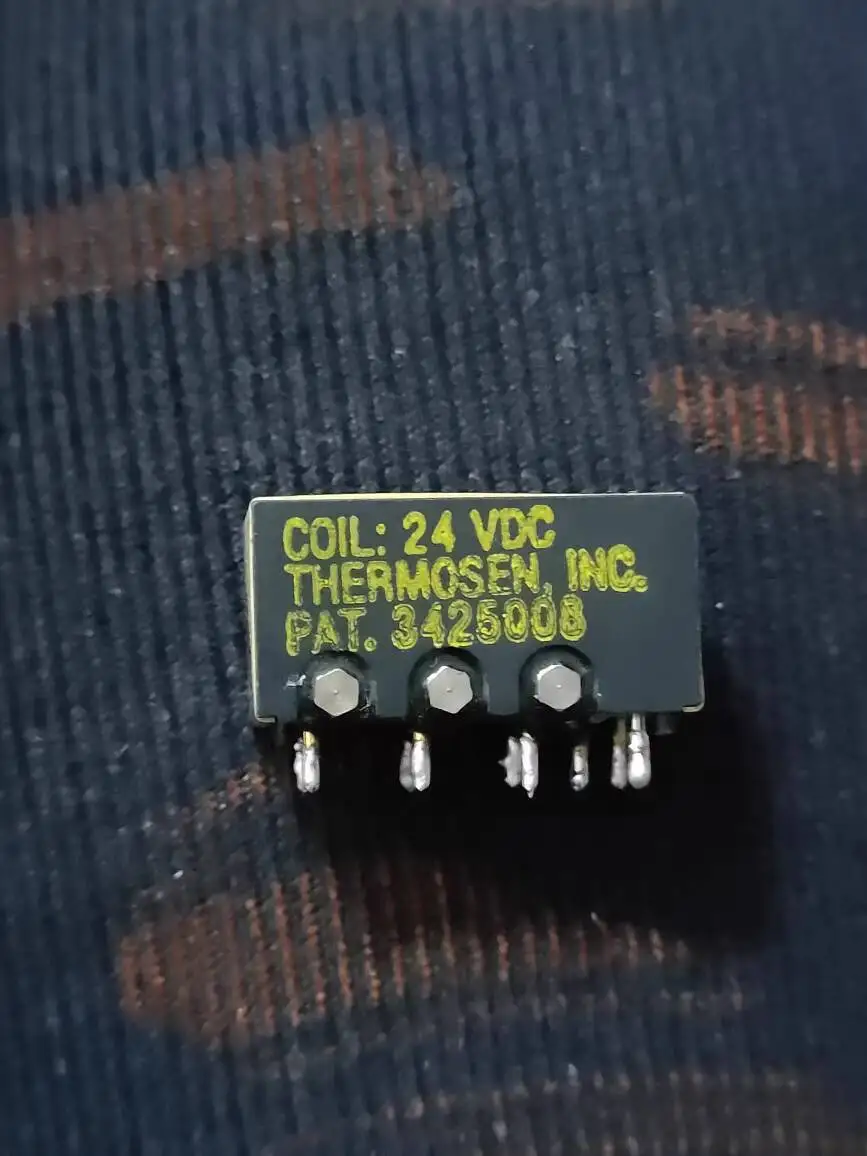 COIL: 24 VDC
THERMOSEN, INC.
PAT. 3425008